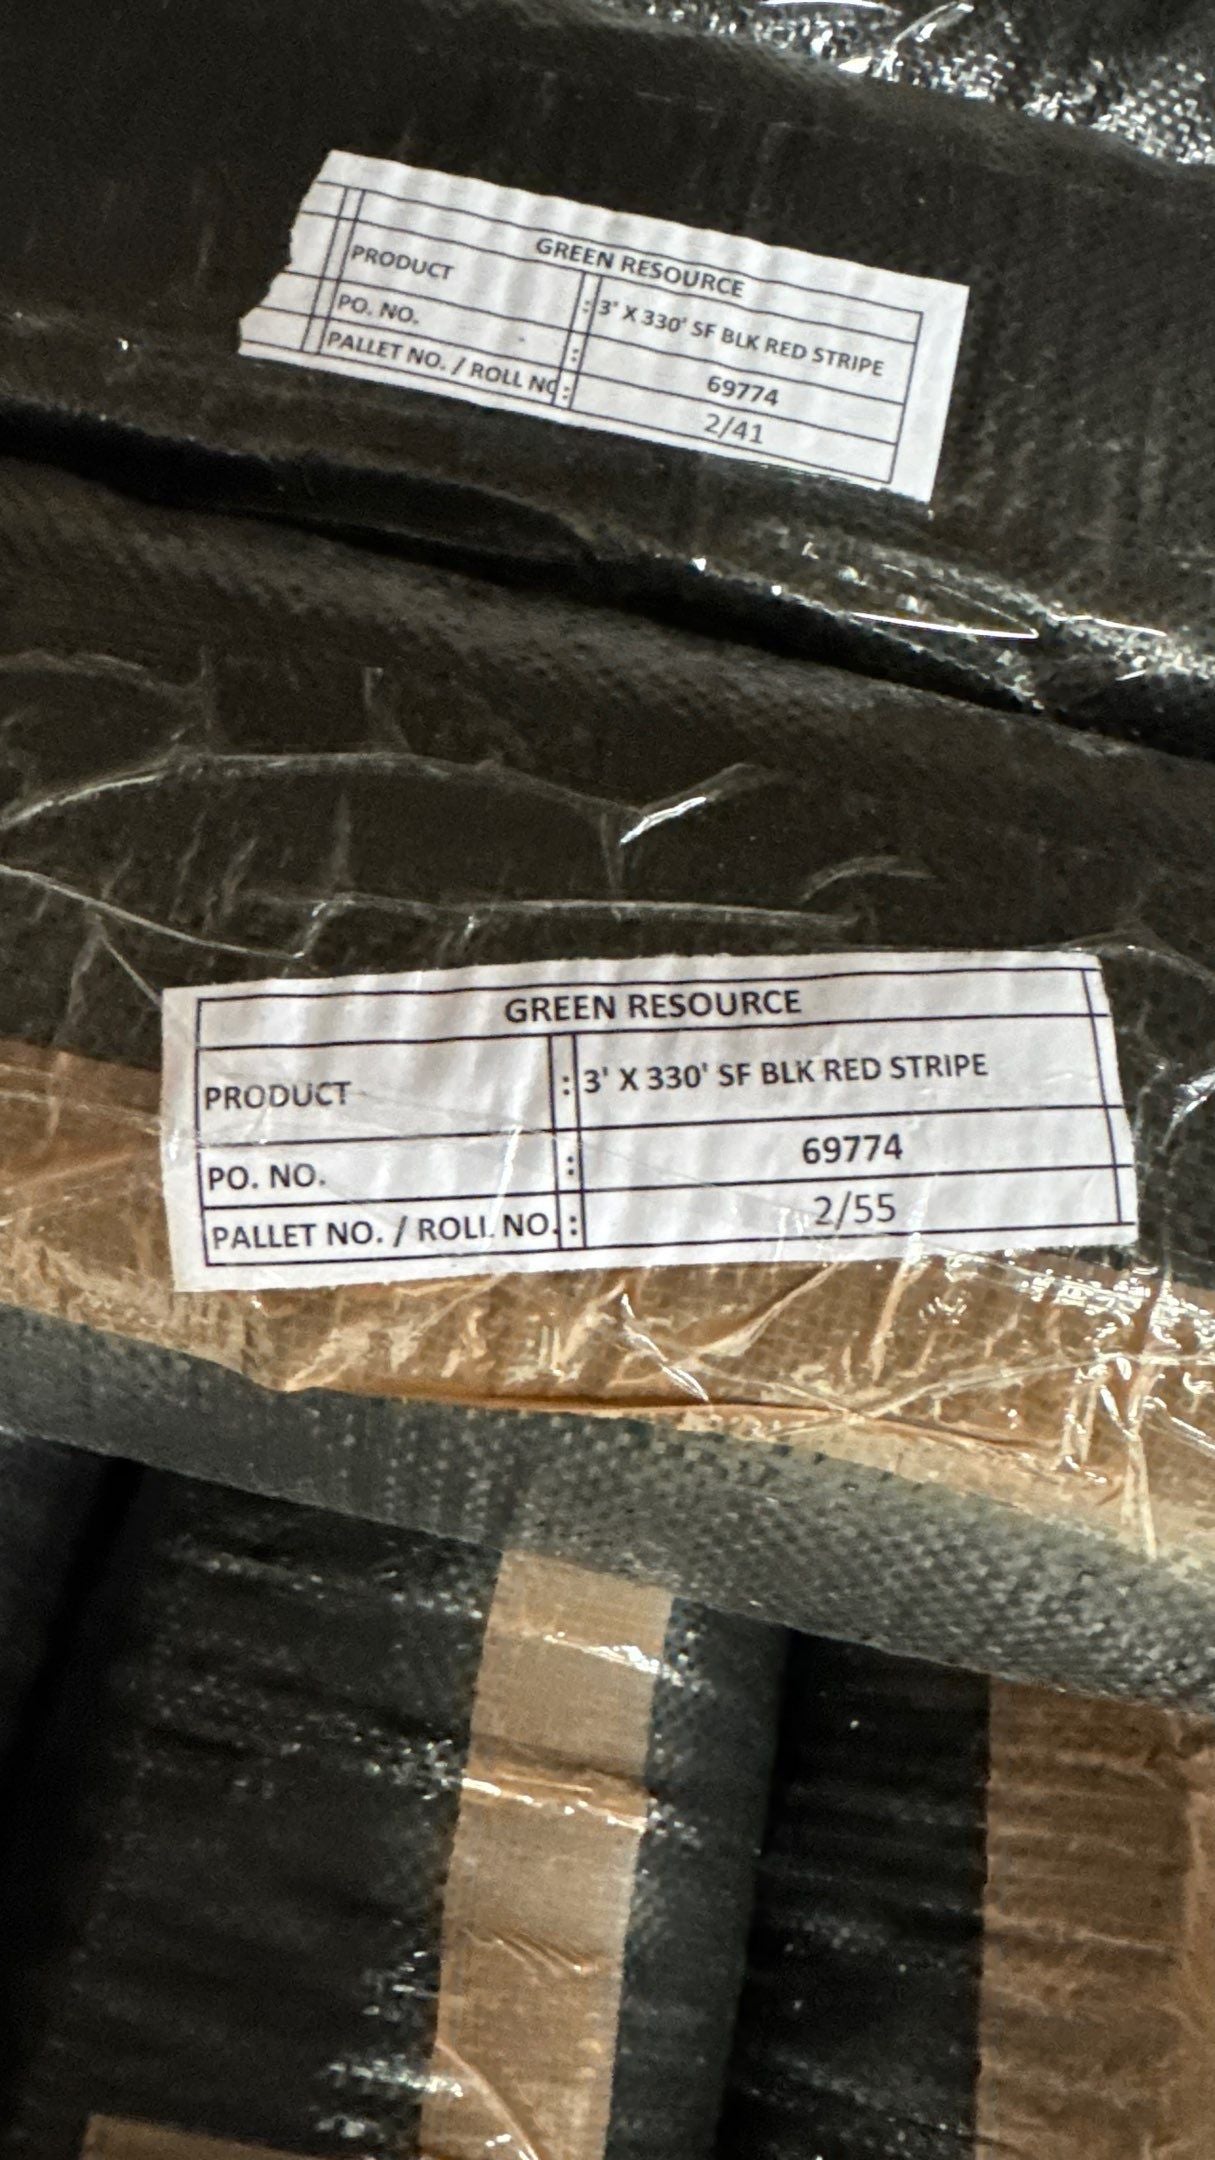 GREEN RESOURCE
PRODUCT : 3' X 330' SF BLK RED STRIPE
PO. NO. : 69774
PALLET NO. / ROLL NO : 2/41
GREEN RESOURCE
PRODUCT : 3' X 330' SF BLK RED STRIPE
PO. NO. : 69774
PALLET NO. / ROLL NO. : 2/55